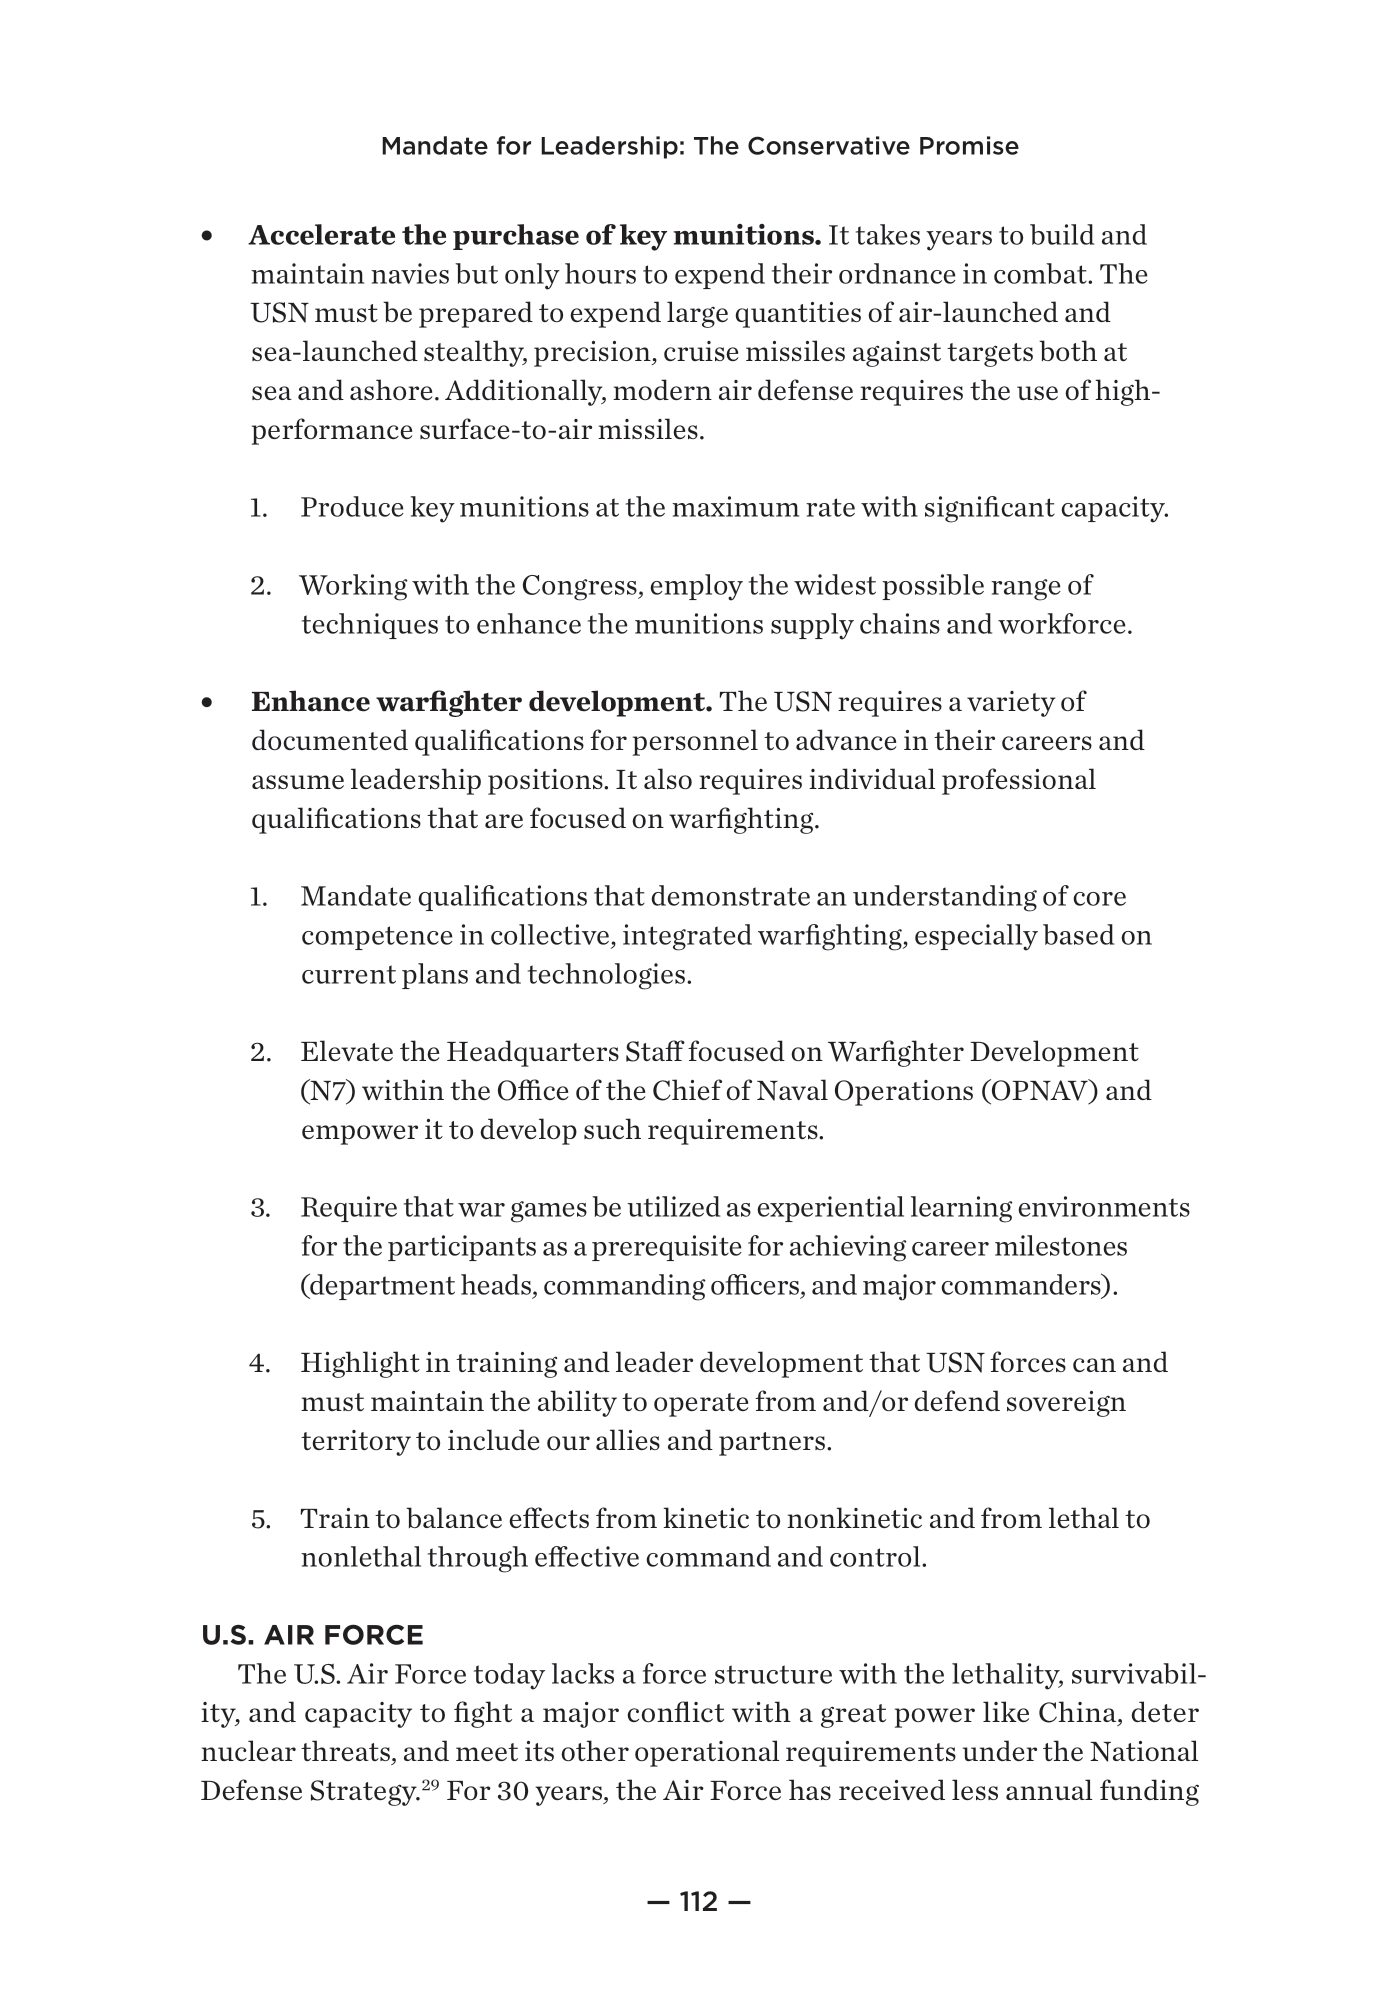 Mandate for Leadership: The Conservative Promise
• Accelerate the purchase of key munitions. It takes years to build and
maintain navies but only hours to expend their ordnance in combat. The
USN must be prepared to expend large quantities of air-launched and
sea-launched stealthy, precision, cruise missiles against targets both at
sea and ashore. Additionally, modern air defense requires the use of high-
performance surface-to-air missiles.
1. Produce key munitions at the maximum rate with significant capacity.
2. Working with the Congress, employ the widest possible range of
techniques to enhance the munitions supply chains and workforce.
• Enhance warfighter development. The USN requires a variety of
documented qualifications for personnel to advance in their careers and
assume leadership positions. It also requires individual professional
qualifications that are focused on warfighting.
1. Mandate qualifications that demonstrate an understanding of core
competence in collective, integrated warfighting, especially based on
current plans and technologies.
2. Elevate the Headquarters Staff focused on Warfighter Development
(N7) within the Office of the Chief of Naval Operations (OPNAV) and
empower it to develop such requirements.
3. Require that war games be utilized as experiential learning environments
for the participants as a prerequisite for achieving career milestones
(department heads, commanding officers, and major commanders).
4. Highlight in training and leader development that USN forces can and
must maintain the ability to operate from and/or defend sovereign
territory to include our allies and partners.
5. Train to balance effects from kinetic to nonkinetic and from lethal to
nonlethal through effective command and control.
U.S. AIR FORCE
The U.S. Air Force today lacks a force structure with the lethality, survivabil-
ity, and capacity to fight a major conflict with a great power like China, deter
nuclear threats, and meet its other operational requirements under the National
Defense Strategy.29 For 30 years, the Air Force has received less annual funding
— 112 —